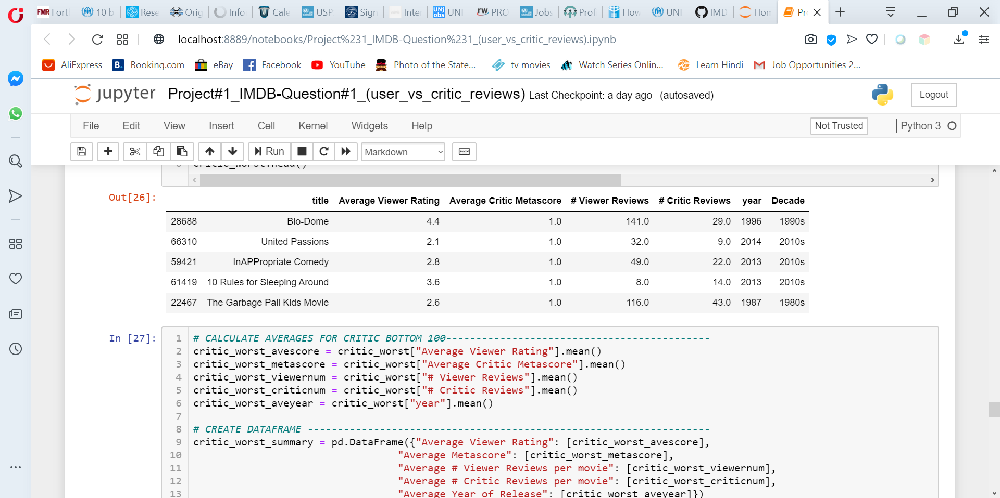 FMR Fortl
10 b
Rese
Orig
Info
Cale
USP
Sign
Inte
UNj obs UNH
rw PRO
Jobs
Prof
How
UNH
IMD
Hon
Pr
localhost:8889/notebooks/Project%231_IMDB-Question%231_(user_vs_critic_reviews).ipynb
AliExpress
B. Booking.com
eBay
Facebook
YouTube
Photo of the State...
tv movies
Watch Series Onlin...
Learn Hindi
Job Opportunities 2...
jupyter Project#1_IMDB-Question#1_(user_vs_critic_reviews) Last Checkpoint: a day ago (autosaved)
Logout
File Edit View Insert Cell Kernel Widgets Help
Not Trusted
Python 3
Run
Markdown
Out[26]:
title Average Viewer Rating Average Critic Metascore # Viewer Reviews # Critic Reviews year Decade
28688 Bio-Dome 4.4 1.0 141.0 29.0 1996 1990s
66310 United Passions 2.1 1.0 32.0 9.0 2014 2010s
59421 InAPPropriate Comedy 2.8 1.0 49.0 22.0 2013 2010s
61419 10 Rules for Sleeping Around 3.6 1.0 8.0 14.0 2013 2010s
22467 The Garbage Pail Kids Movie 2.6 1.0 116.0 43.0 1987 1980s
In [27]:
1 # CALCULATE AVERAGES FOR CRITIC BOTTOM 100--------------------------------------------
2 critic_worst_avescore = critic_worst["Average Viewer Rating"].mean()
3 critic_worst_metascore = critic_worst["Average Critic Metascore"].mean()
4 critic_worst_viewernum = critic_worst["# Viewer Reviews"].mean()
5 critic_worst_criticnum = critic_worst["# Critic Reviews"].mean()
6 critic_worst_aveyear = critic_worst["year"].mean()
7
8 # CREATE DATAFRAME -------------------------------------------------------------------
9 critic_worst_summary = pd.DataFrame({"Average Viewer Rating": [critic_worst_avescore],
10 "Average Metascore": [critic_worst_metascore],
11 "Average # Viewer Reviews per movie": [critic_worst_viewernum],
12 "Average # Critic Reviews per movie": [critic_worst_criticnum],
13 "Average Year of Release": [critic_worst_aveyear]})